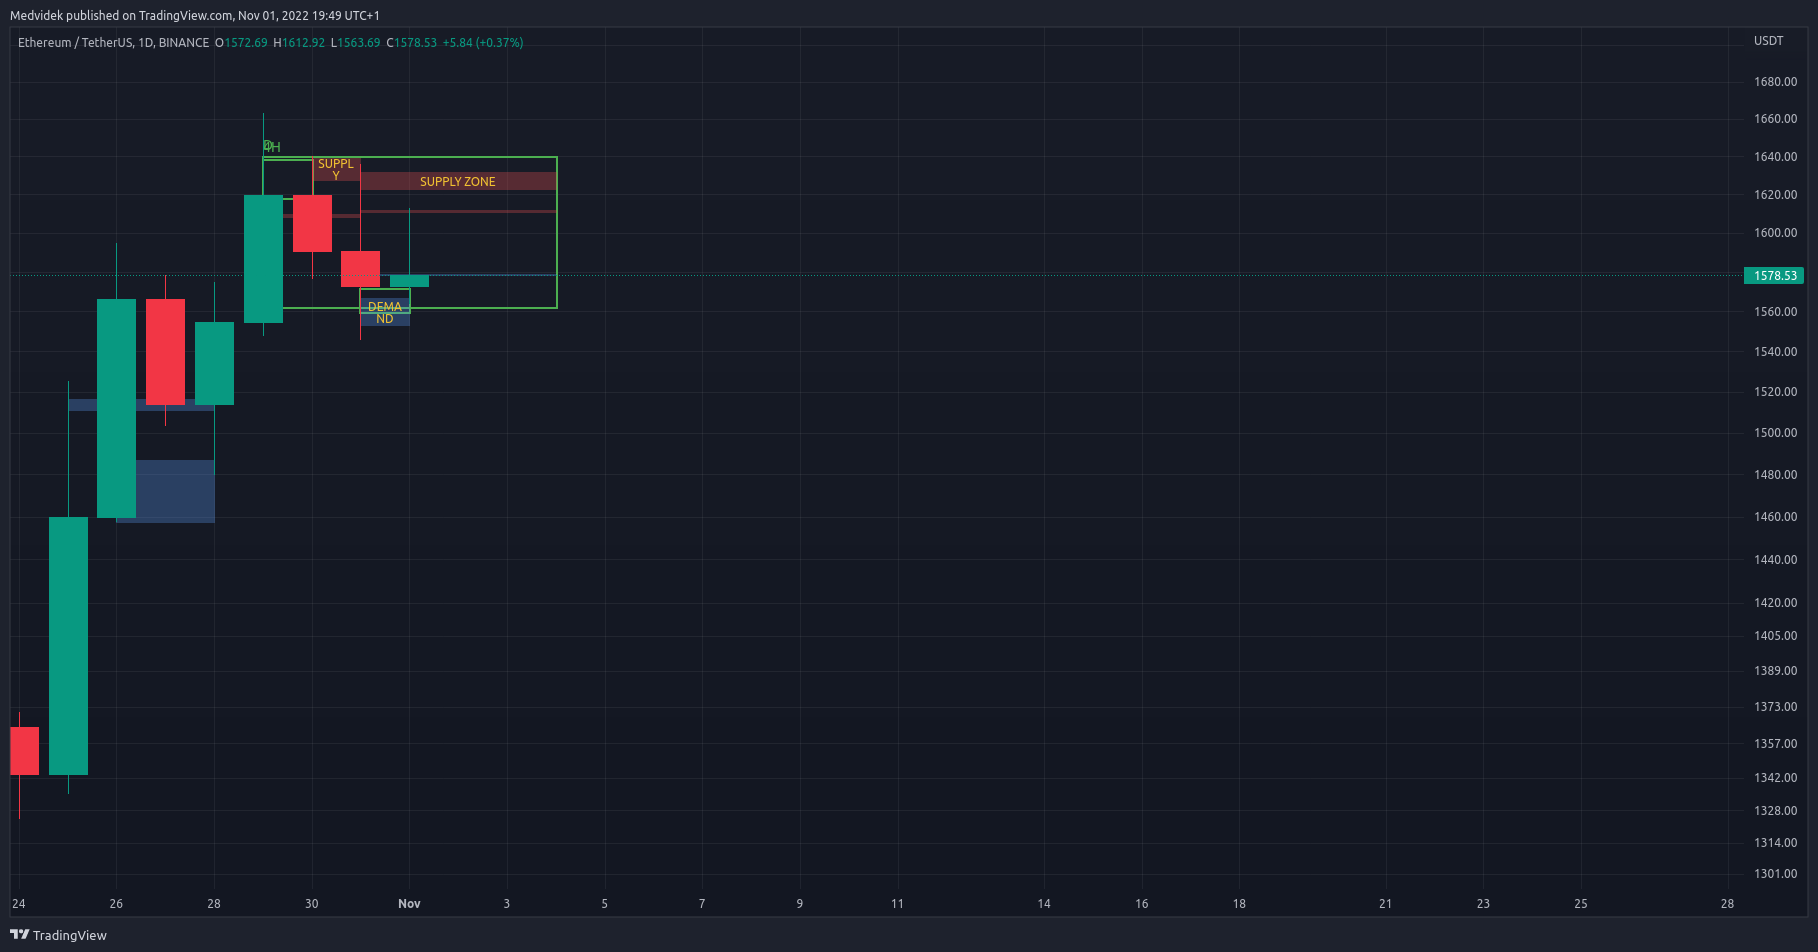 Medvidek published on TradingView.com, Nov 01, 2022 19:49 UTC+1
Ethereum / TetherUS, 1D, BINANCE O1572.69 H1612.92 L1563.69 C1578.53 +5.84 (+0.37%)
USDT
1680.00
1660.00
4H
1640.00
SUPPL
Y
SUPPLY ZONE
1620.00
1600.00
1578.53
DEMA
ND
1560.00
1540.00
1520.00
1500.00
1480.00
1460.00
1440.00
1420.00
1405.00
1389.00
1373.00
1357.00
1342.00
1328.00
1314.00
1301.00
24 26 28 30 Nov 3 5 7 9 11 14 16 18 21 23 25 28
TradingView